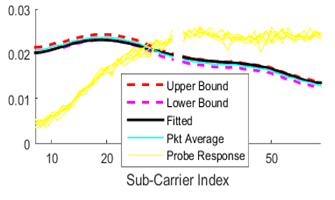 0.03
0.02
0.01
0
10
20
50
Upper Bound
Lower Bound
Fitted
Pkt Average
Probe Response
Sub-Carrier Index